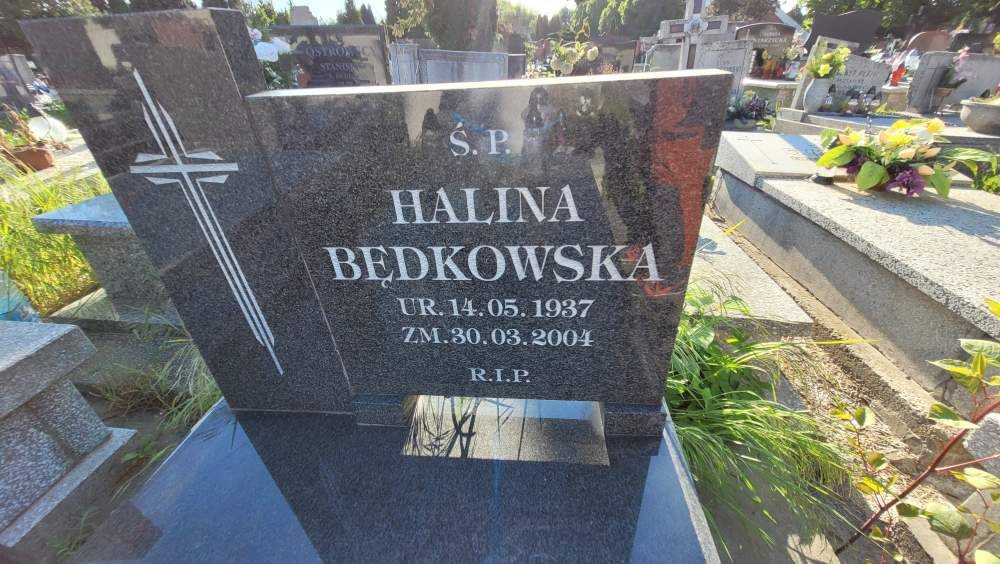 Ś.P.
HALINA
BĘDKOWSKA
UR. 14.05.1937
ZM. 30.03.2004
R.I.P.